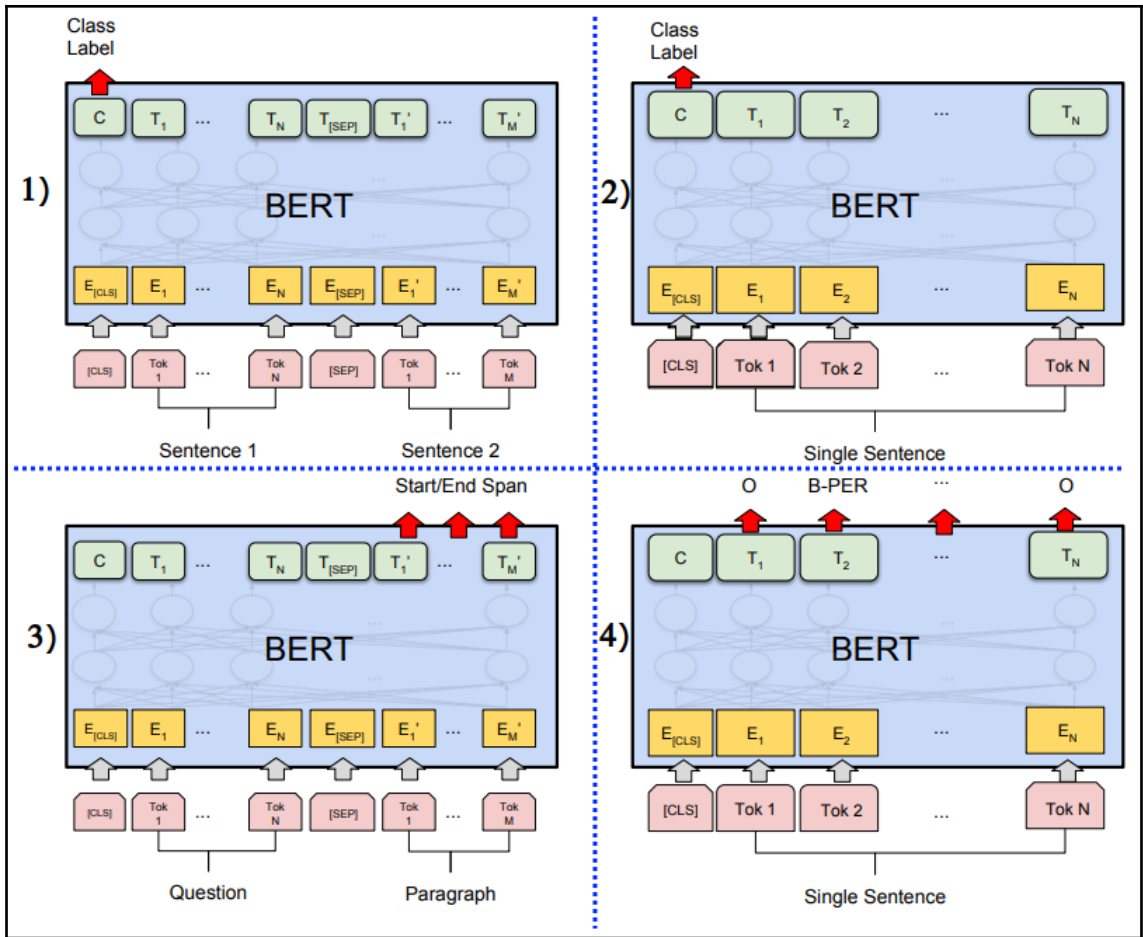 Class
Label
C T1 ... TN T[SEP] T1' ... TM'
1)
...
BERT
...
E[CLS] E1 ... EN E[SEP] E1' ... EM'
[CLS] Tok 1 ... Tok N [SEP] Tok 1 ... Tok M
Sentence 1 Sentence 2
Class
Label
C T1 T2 ... TN
2)
...
BERT
...
E[CLS] E1 E2 ... EN
[CLS] Tok 1 Tok 2 ... Tok N
Single Sentence
Start/End Span
C T1 ... TN T[SEP] T1' ... TM'
3)
...
BERT
...
E[CLS] E1 ... EN E[SEP] E1' ... EM'
[CLS] Tok 1 ... Tok N [SEP] Tok 1 ... Tok M
Question Paragraph
O B-PER ... O
C T1 T2 ... TN
4)
...
BERT
...
E[CLS] E1 E2 ... EN
[CLS] Tok 1 Tok 2 ... Tok N
Single Sentence